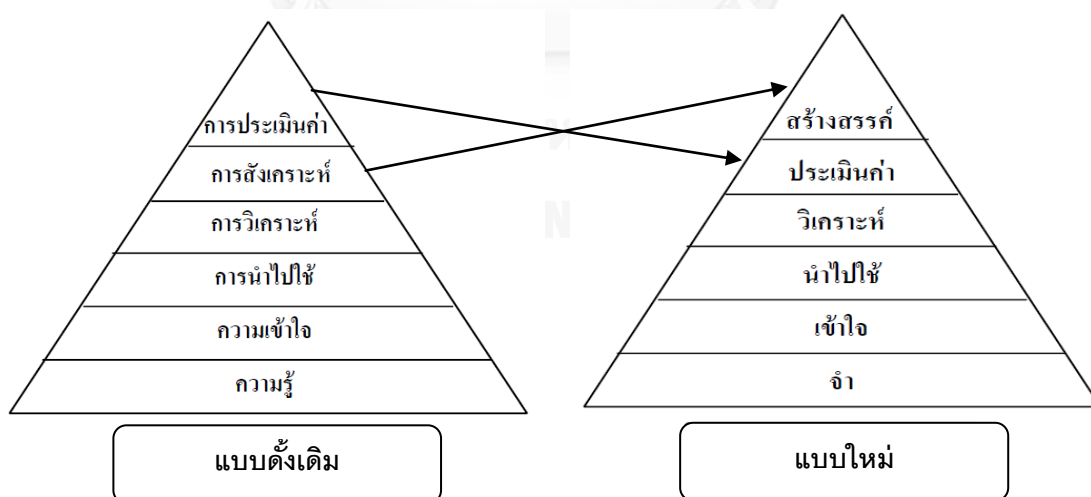 การประเมินค่า
การสังเคราะห์
การวิเคราะห์
การนำไปใช้
ความเข้าใจ
ความรู้
แบบดั้งเดิม
สร้างสรรค์
ประเมินค่า
วิเคราะห์
นำไปใช้
เข้าใจ
จำ
แบบใหม่